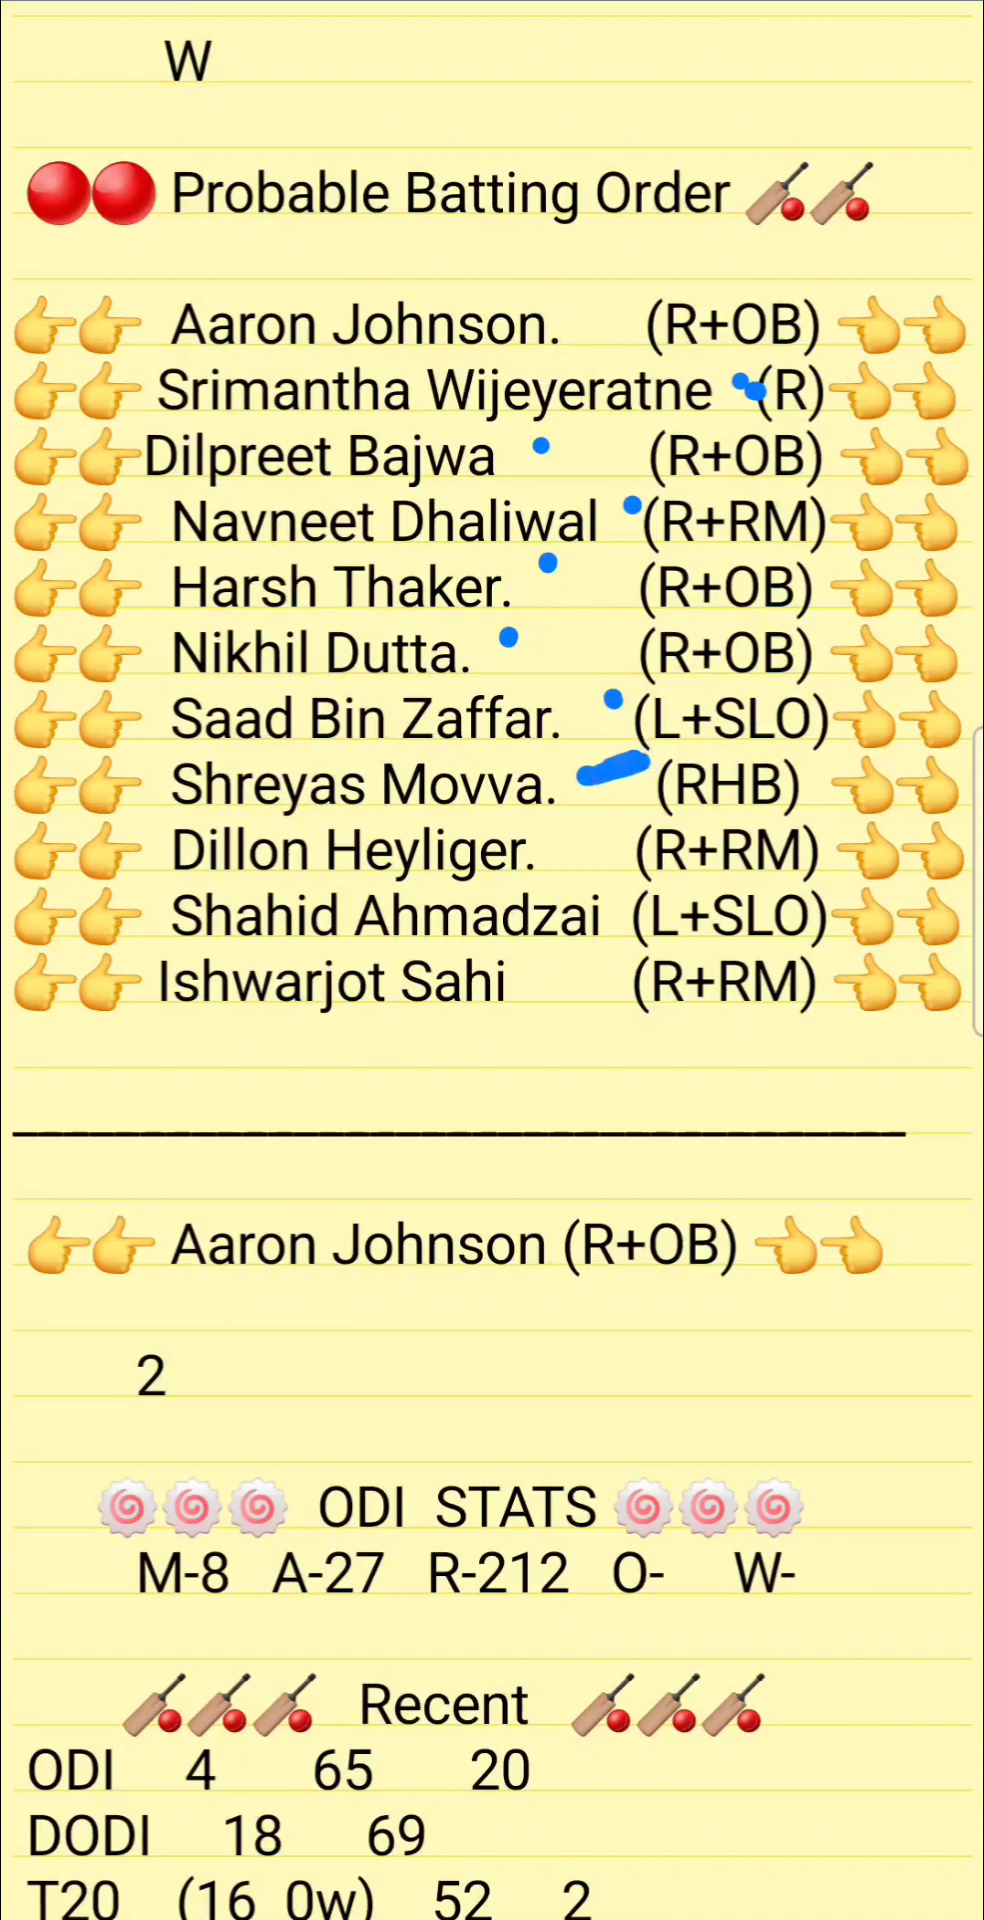 W
🔴🔴 Probable Batting Order 🏏🏏
👉👉 Aaron Johnson. (R+OB) 👈👈
👉👉 Srimantha Wijeyeratne (R)👈👈
👉👉Dilpreet Bajwa (R+OB) 👈👈
👉👉 Navneet Dhaliwal (R+RM)👈👈
👉👉 Harsh Thaker. (R+OB) 👈👈
👉👉 Nikhil Dutta. (R+OB) 👈👈
👉👉 Saad Bin Zaffar. (L+SLO)👈👈
👉👉 Shreyas Movva. (RHB) 👈👈
👉👉 Dillon Heyliger. (R+RM) 👈👈
👉👉 Shahid Ahmadzai (L+SLO)👈👈
👉👉 Ishwarjot Sahi (R+RM) 👈👈
___________________________________
👉👉 Aaron Johnson (R+OB) 👈👈
2
🍥🍥🍥 ODI STATS 🍥🍥🍥
M-8 A-27 R-212 O- W-
🏏🏏🏏 Recent 🏏🏏🏏
ODI 4 65 20
DODI 18 69
T20 (16 0w) 52 2